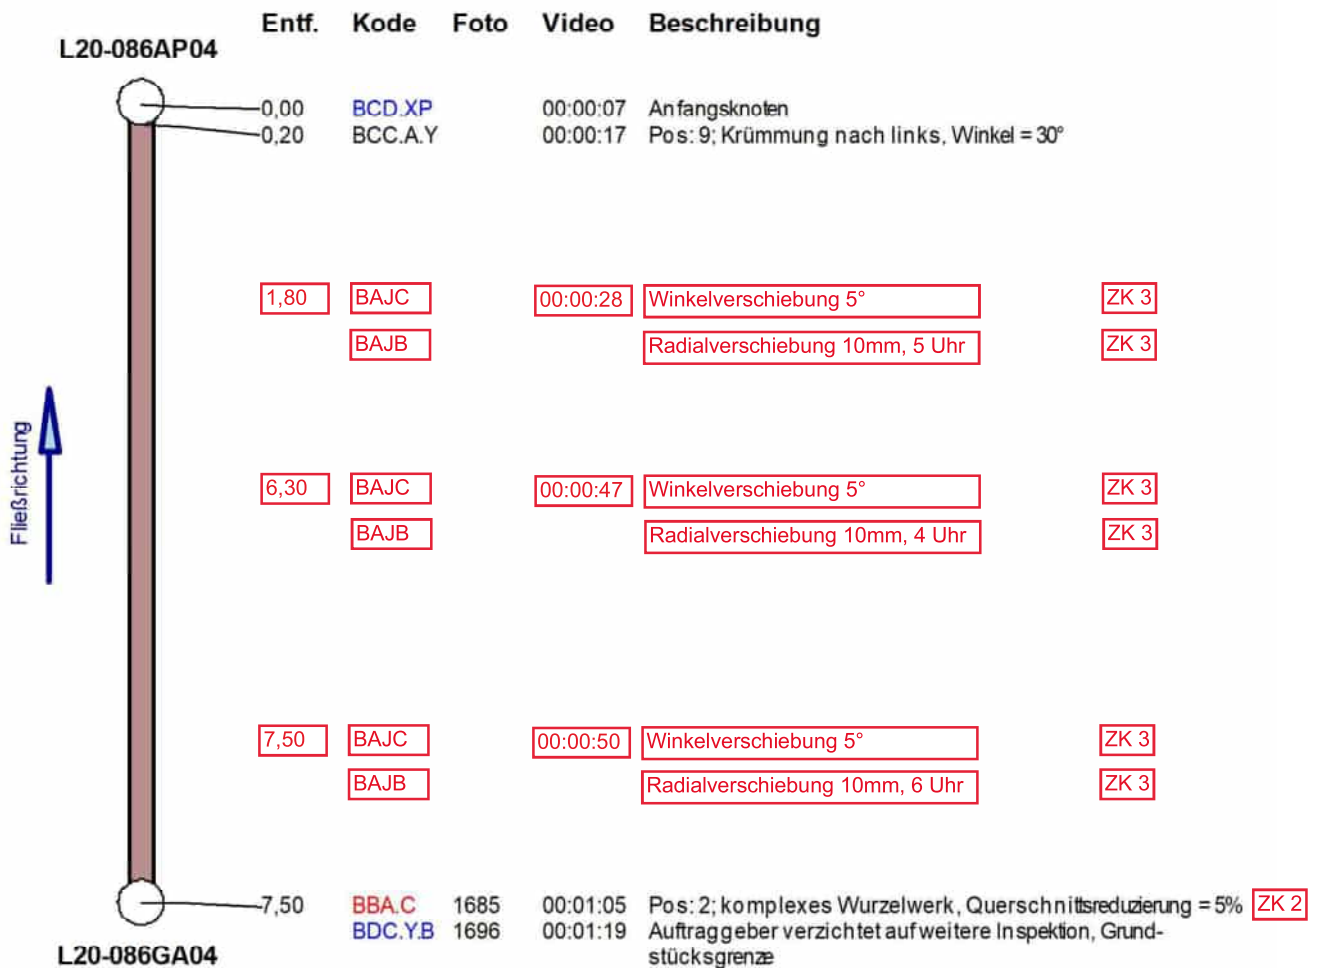 Entf. Kode Foto Video Beschreibung
L20-086AP04
0,00 BCD.XP 00:00:07 Anfangsknoten
0,20 BCC.A.Y 00:00:17 Pos: 9; Krümmung nach links, Winkel = 30°
1,80 BAJC 00:00:28 Winkelverschiebung 5° ZK 3
BAJB Radialverschiebung 10mm, 5 Uhr ZK 3
Fließrichtung
6,30 BAJC 00:00:47 Winkelverschiebung 5° ZK 3
BAJB Radialverschiebung 10mm, 4 Uhr ZK 3
7,50 BAJC 00:00:50 Winkelverschiebung 5° ZK 3
BAJB Radialverschiebung 10mm, 6 Uhr ZK 3
7,50 BBA.C 1685 00:01:05 Pos: 2; komplexes Wurzelwerk, Querschnittsreduzierung = 5% ZK 2
BDC.Y.B 1696 00:01:19 Auftraggeber verzichtet auf weitere Inspektion, Grund-
stücksgrenze
L20-086GA04